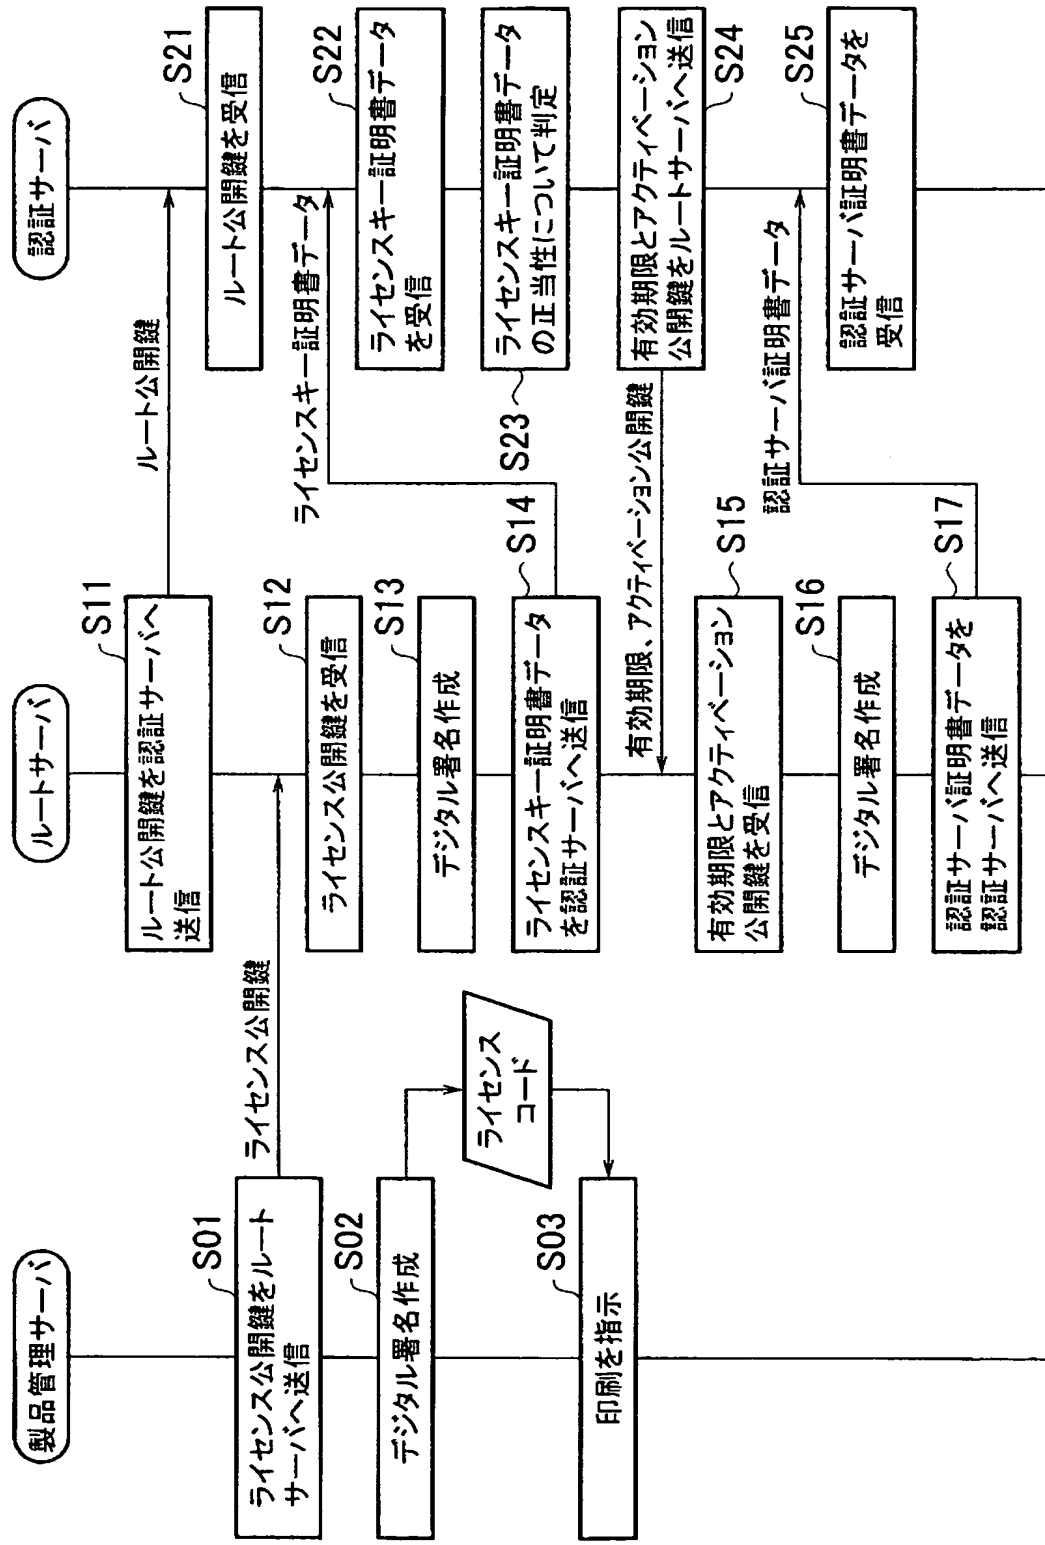 製品管理サーバ
S01
ライセンス公開鍵をルート
サーバへ送信
ライセンス公開鍵
S02
デジタル署名作成
ライセンス
コード
S03
印刷を指示
ルートサーバ
S11
ルート公開鍵を認証サーバへ
送信
ルート公開鍵
S12
ライセンス公開鍵を受信
S13
デジタル署名作成
S14
ライセンスキー証明書データ
を認証サーバへ送信
ライセンスキー証明書データ
有効期限、アクティベーション公開鍵
S15
有効期限とアクティベーション
公開鍵を受信
S16
デジタル署名作成
S17
認証サーバ証明書データを
認証サーバへ送信
認証サーバ証明書データ
認証サーバ
S21
ルート公開鍵を受信
S22
ライセンスキー証明書データ
を受信
S23
ライセンスキー証明書データ
の正当性について判定
有効期限とアクティベーション
公開鍵をルートサーバへ送信
S24
S25
認証サーバ証明書データを
受信